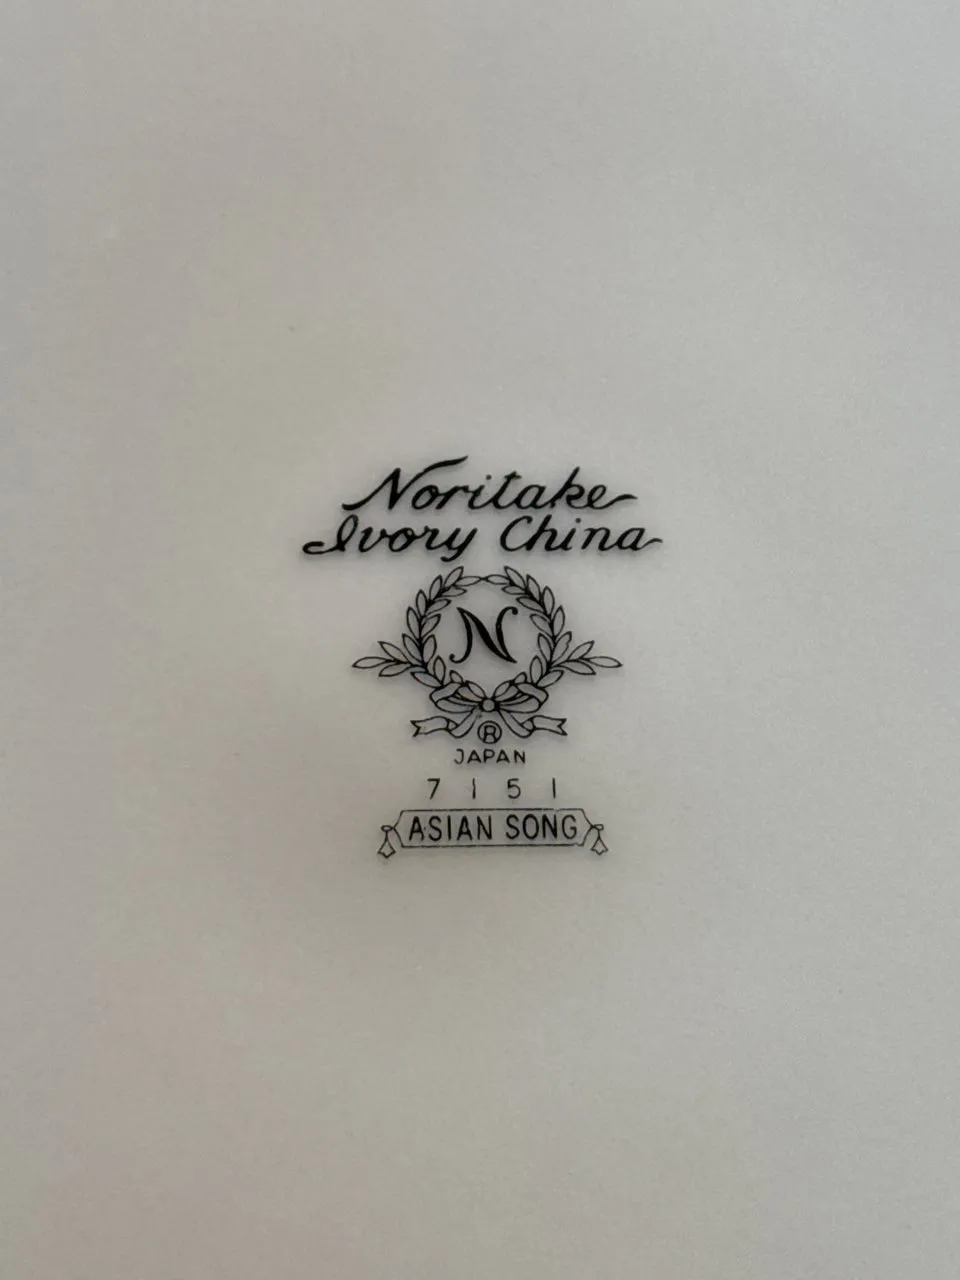 Noritake
Ivory China
N
®
JAPAN
7151
ASIAN SONG